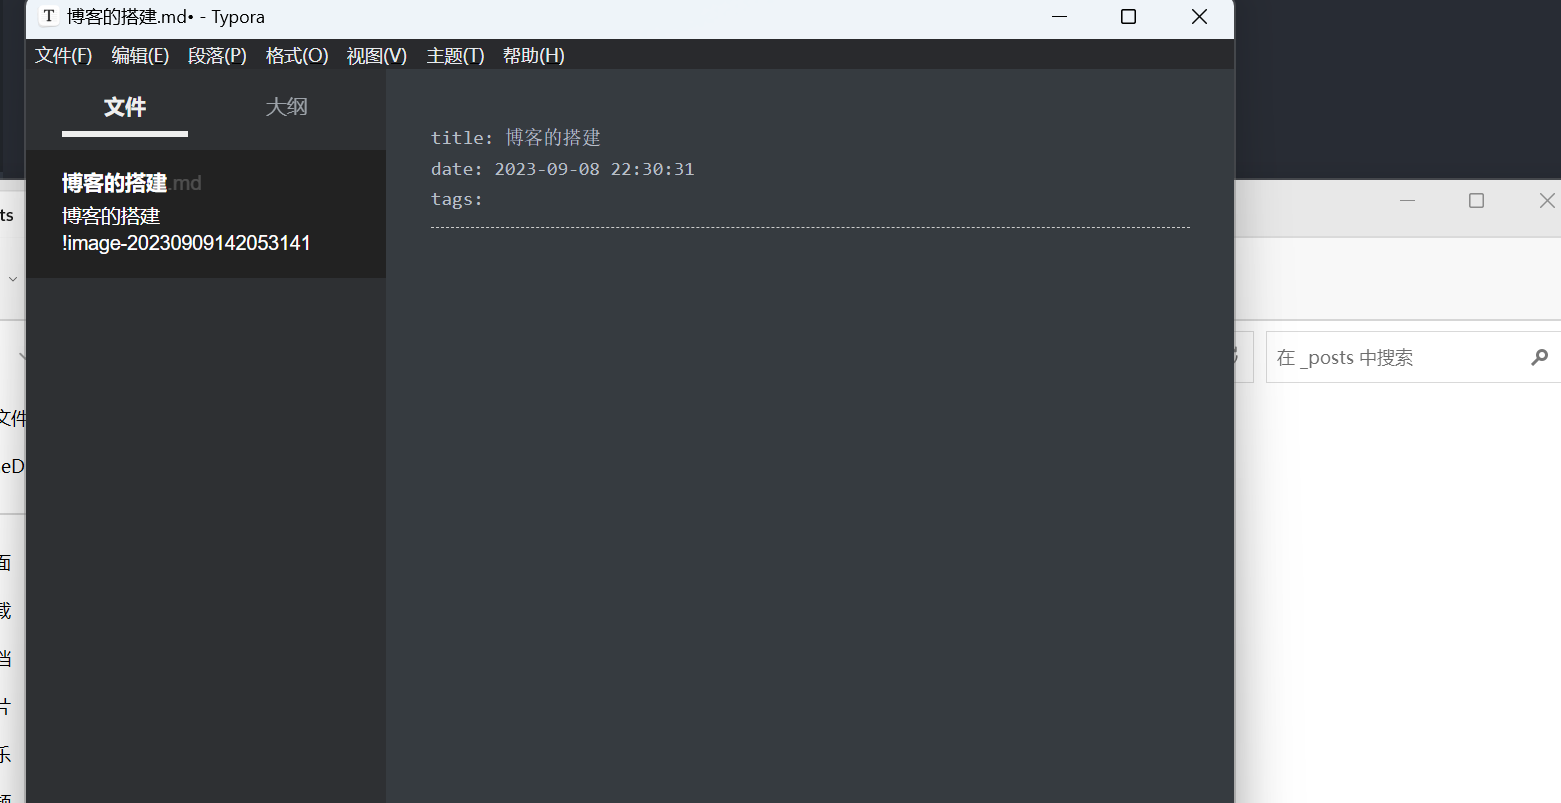 T 博客的搭建.md• - Typora
文件(F) 编辑(E) 段落(P) 格式(O) 视图(V) 主题(T) 帮助(H)
文件 大纲
博客的搭建.md
博客的搭建
!image-20230909142053141
title: 博客的搭建
date: 2023-09-08 22:30:31
tags:
ts
在 _posts 中搜索
文件
eD
面
载
档
片
乐